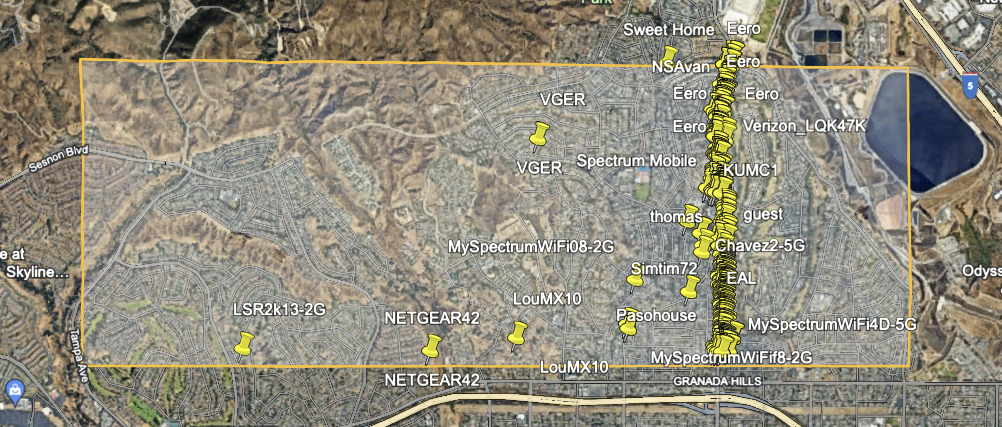 Park
Sweet Home
Eero
NSAvan
Eero
5
Eero
Eero
VGER
Eero
Verizon_LQK47K
Sesnon Blvd
VGER
Spectrum Mobile
KUMC1
thomas
guest
MySpectrumWiFi08-2G
Chavez2-5G
e at
Skyline...
Simtim72
EAL
Odyss
LSR2k13-2G
LouMX10
NETGEAR42
Pasohouse
MySpectrumWiFi4D-5G
Tampa Ave
MySpectrumWiFif8-2G
LouMX10
NETGEAR42
GRANADA HILLS